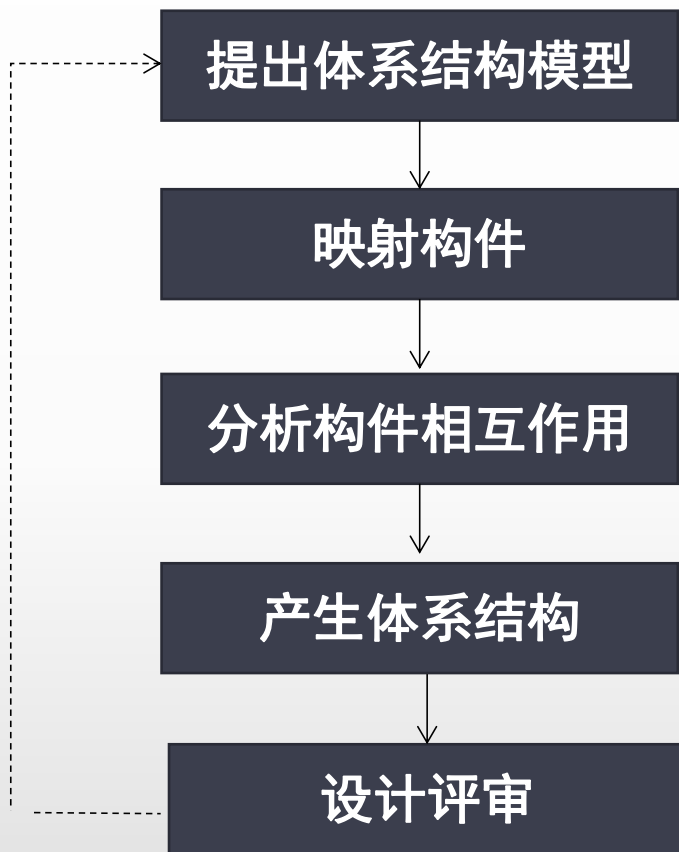 提出体系结构模型
映射构件
分析构件相互作用
产生体系结构
设计评审